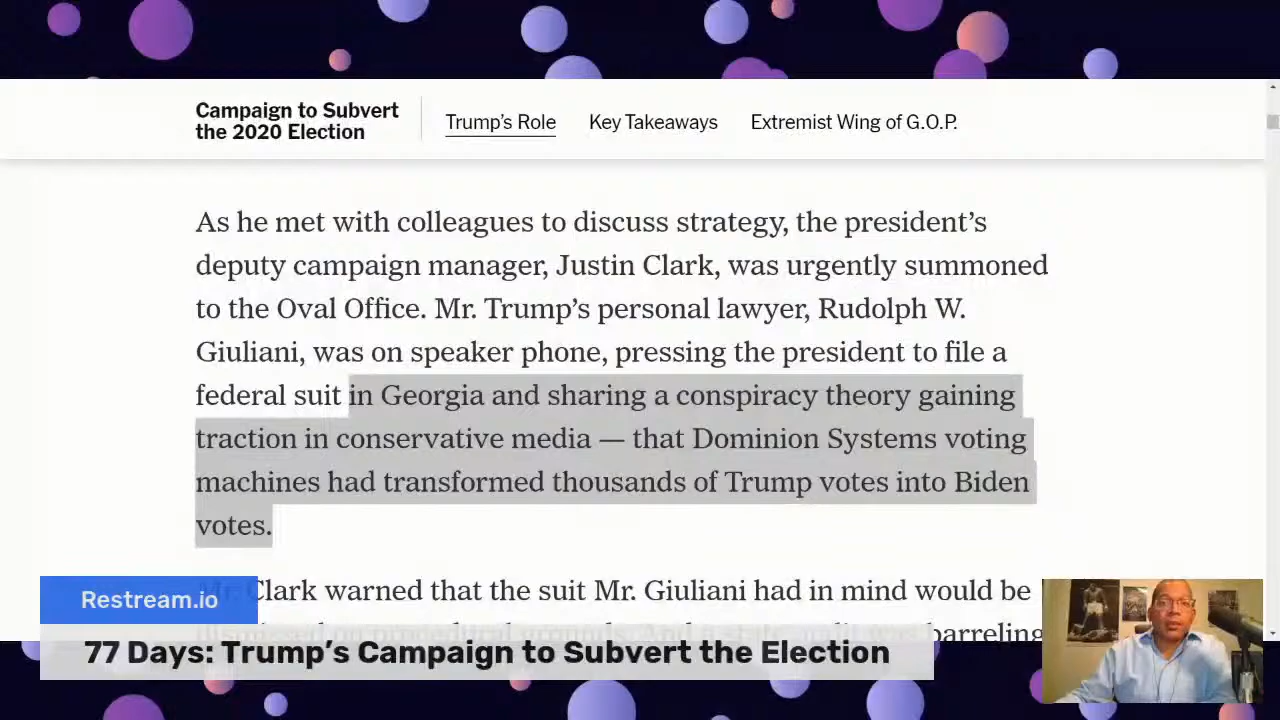 Campaign to Subvert
the 2020 Election
Trump's Role
Key Takeaways
Extremist Wing of G.O.P.
As he met with colleagues to discuss strategy, the president's
deputy campaign manager, Justin Clark, was urgently summoned
to the Oval Office. Mr. Trump's personal lawyer, Rudolph W.
Giuliani, was on speaker phone, pressing the president to file a
federal suit in Georgia and sharing a conspiracy theory gaining
traction in conservative media — that Dominion Systems voting
machines had transformed thousands of Trump votes into Biden
votes.
Mr. Clark warned that the suit Mr. Giuliani had in mind would be
barreling
Restream.io
77 Days: Trump's Campaign to Subvert the Election